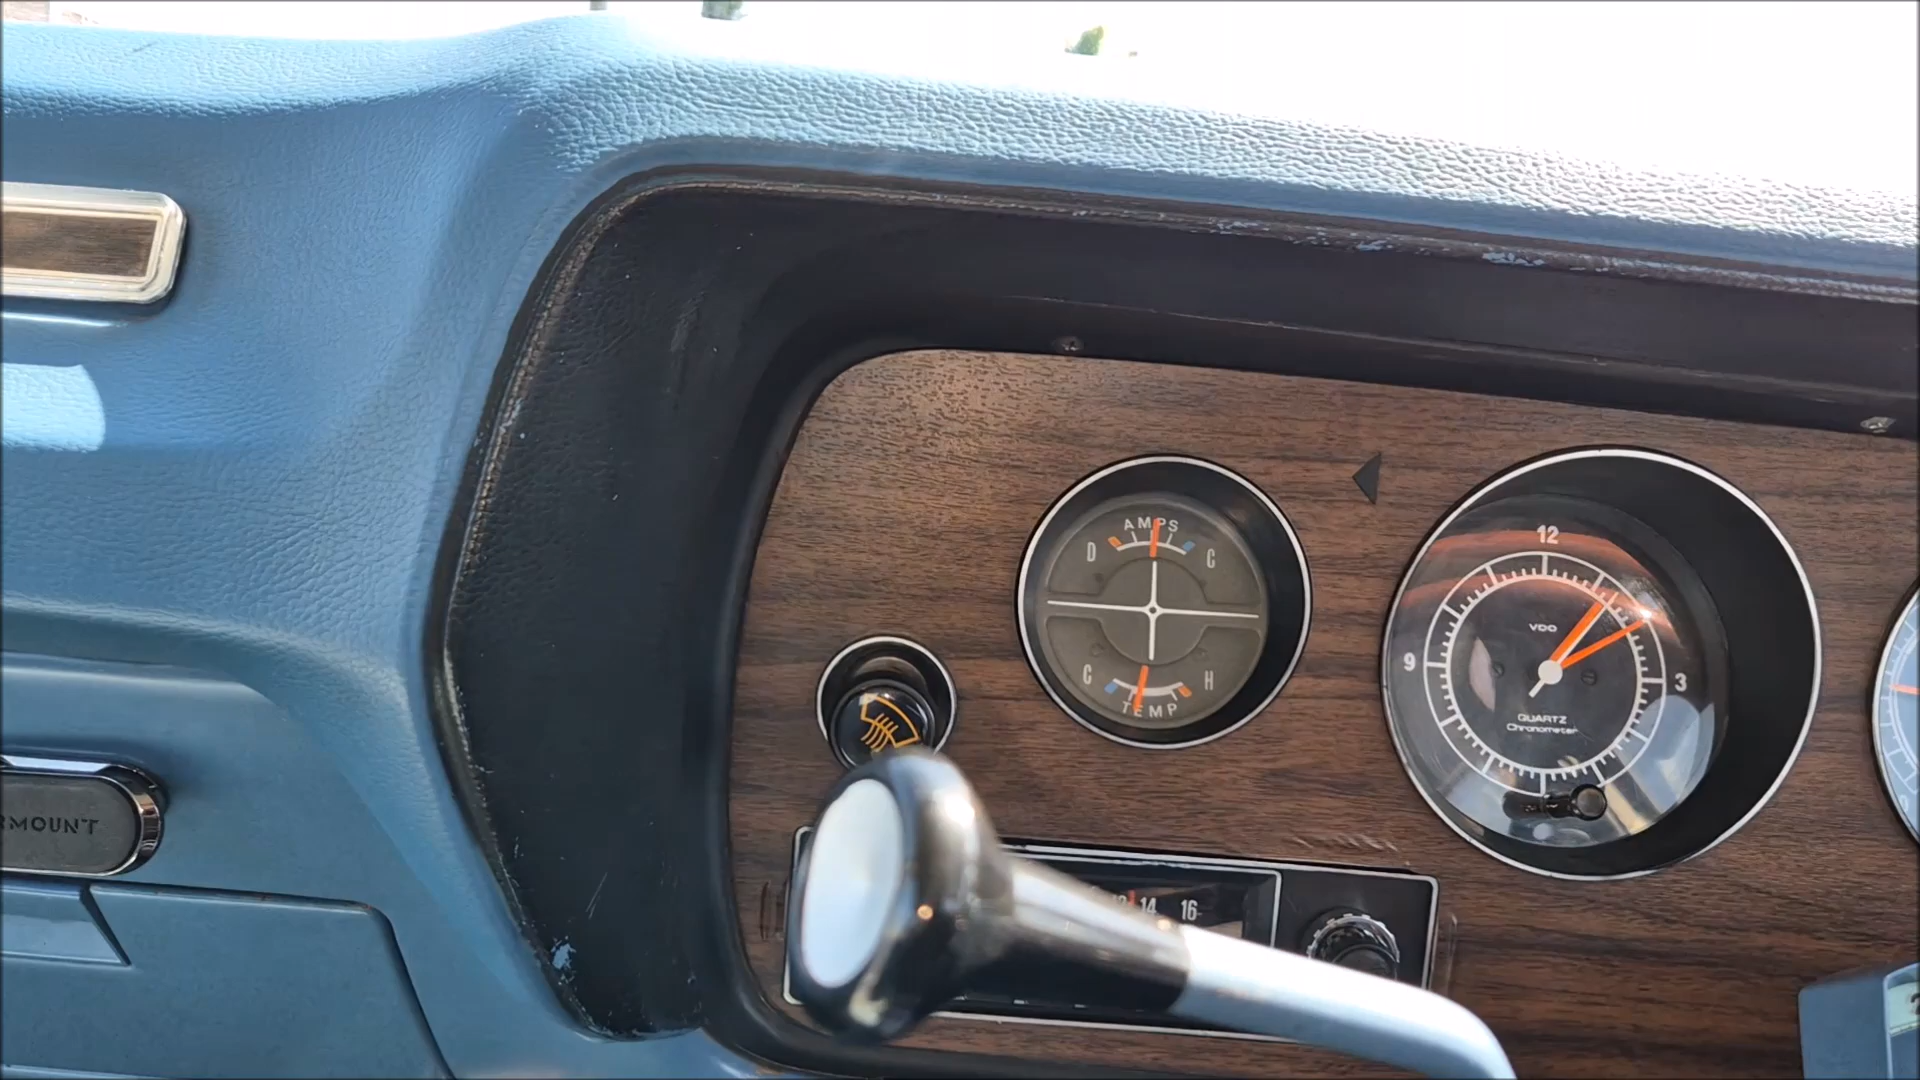 AMPS
D C
C H
TEMP
12
VDO
9 3
QUARTZ
Chronometer
RMOUNT
14 16